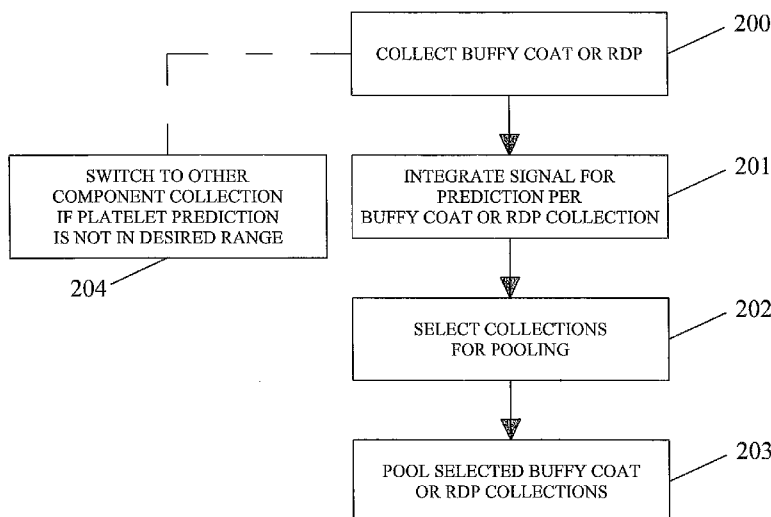 COLLECT BUFFY COAT OR RDP
200
SWITCH TO OTHER
COMPONENT COLLECTION
IF PLATELET PREDICTION
IS NOT IN DESIRED RANGE
204
INTEGRATE SIGNAL FOR
PREDICTION PER
BUFFY COAT OR RDP COLLECTION
201
SELECT COLLECTIONS
FOR POOLING
202
POOL SELECTED BUFFY COAT
OR RDP COLLECTIONS
203